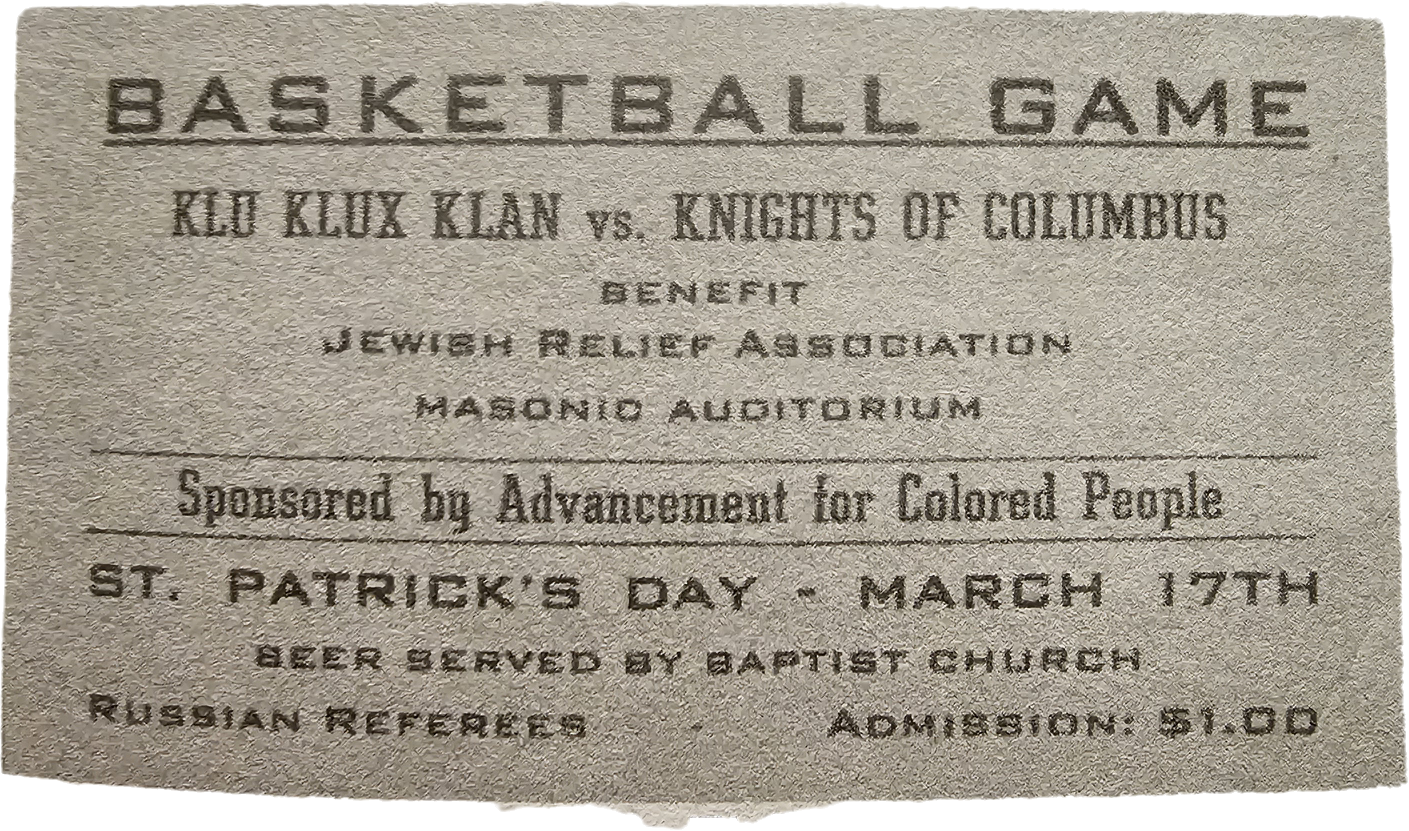 BASKETBALL GAME
KLU KLUX KLAN vs. KNIGHTS OF COLUMBUS
BENEFIT
JEWISH RELIEF ASSOCIATION
MASONIC AUDITORIUM
Sponsored by Advancement for Colored People
ST. PATRICK'S DAY - MARCH 17TH
BEER SERVED BY BAPTIST CHURCH
RUSSIAN REFEREES - ADMISSION: $1.00